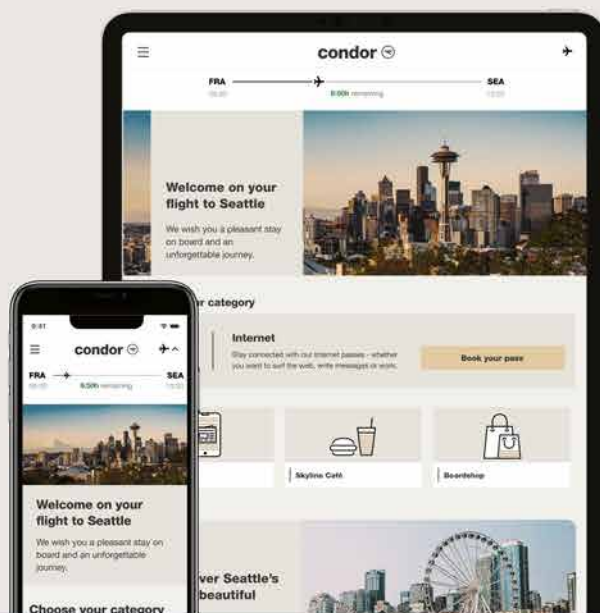 condor
FRA
SEA
remaining
Welcome on your
flight to Seattle
We wish you a pleasant stay
on board and an
unforgettable journey.
r category
Internet
Stay connected with our internet passes - whether
you want to surf the web, write messages or work.
Book your pass
Skyline Café
Boardshop
ver Seattle's
beautiful
9:41
condor
FRA
SEA
remaining
Welcome on your
flight to Seattle
We wish you a pleasant stay on
board and an unforgettable
journey.
Choose your category